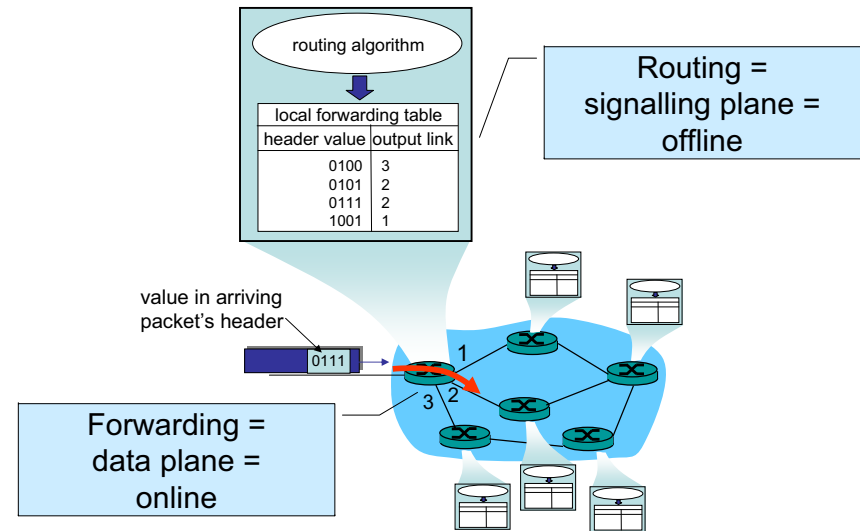 routing algorithm
local forwarding table
header value output link
0100 3
0101 2
0111 2
1001 1
Routing =
signalling plane =
offline
value in arriving
packet's header
0111
1
2
3
Forwarding =
data plane =
online